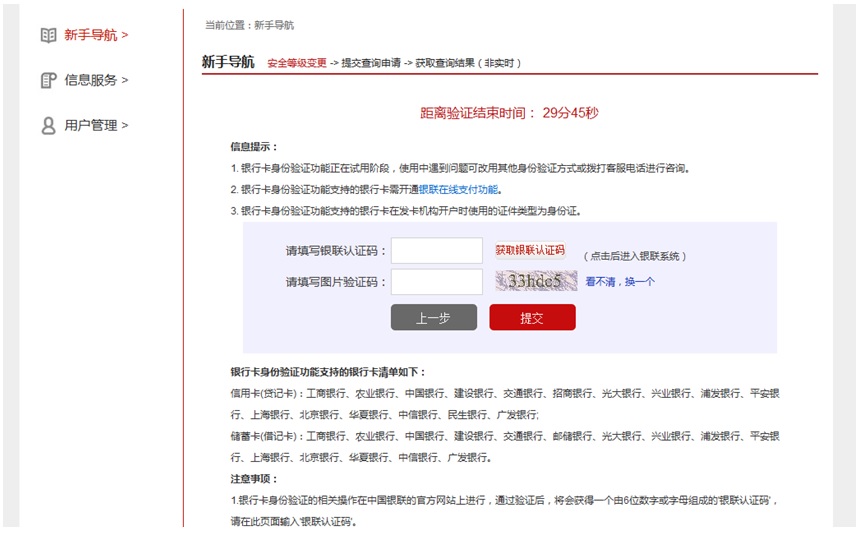 当前位置：新手导航
新手导航 >
信息服务 >
用户管理 >
新手导航 安全等级变更 -> 提交查询申请 -> 获取查询结果（非实时）
距离验证结束时间： 29分45秒
信息提示：
1. 银行卡身份验证功能正在试用阶段，使用中遇到问题可改用其他身份验证方式或拨打客服电话进行咨询。
2. 银行卡身份验证功能支持的银行卡需开通银联在线支付功能。
3. 银行卡身份验证功能支持的银行卡在发卡机构开户时使用的证件类型为身份证。
请填写银联认证码： 获取银联认证码 （点击后进入银联系统）
请填写图片验证码： 33hde5 看不清，换一个
上一步 提交
银行卡身份验证功能支持的银行卡清单如下：
信用卡(贷记卡)：工商银行、农业银行、中国银行、建设银行、交通银行、招商银行、光大银行、兴业银行、浦发银行、平安银
行、上海银行、北京银行、华夏银行、中信银行、民生银行、广发银行;
储蓄卡(借记卡)：工商银行、农业银行、中国银行、建设银行、交通银行、邮储银行、光大银行、兴业银行、浦发银行、平安银
行、上海银行、北京银行、华夏银行、中信银行、广发银行。
注意事项：
1.银行卡身份验证的相关操作在中国银联的官方网站上进行，通过验证后，将会获得一个由6位数字或字母组成的'银联认证码'，
请在此页面输入'银联认证码'。